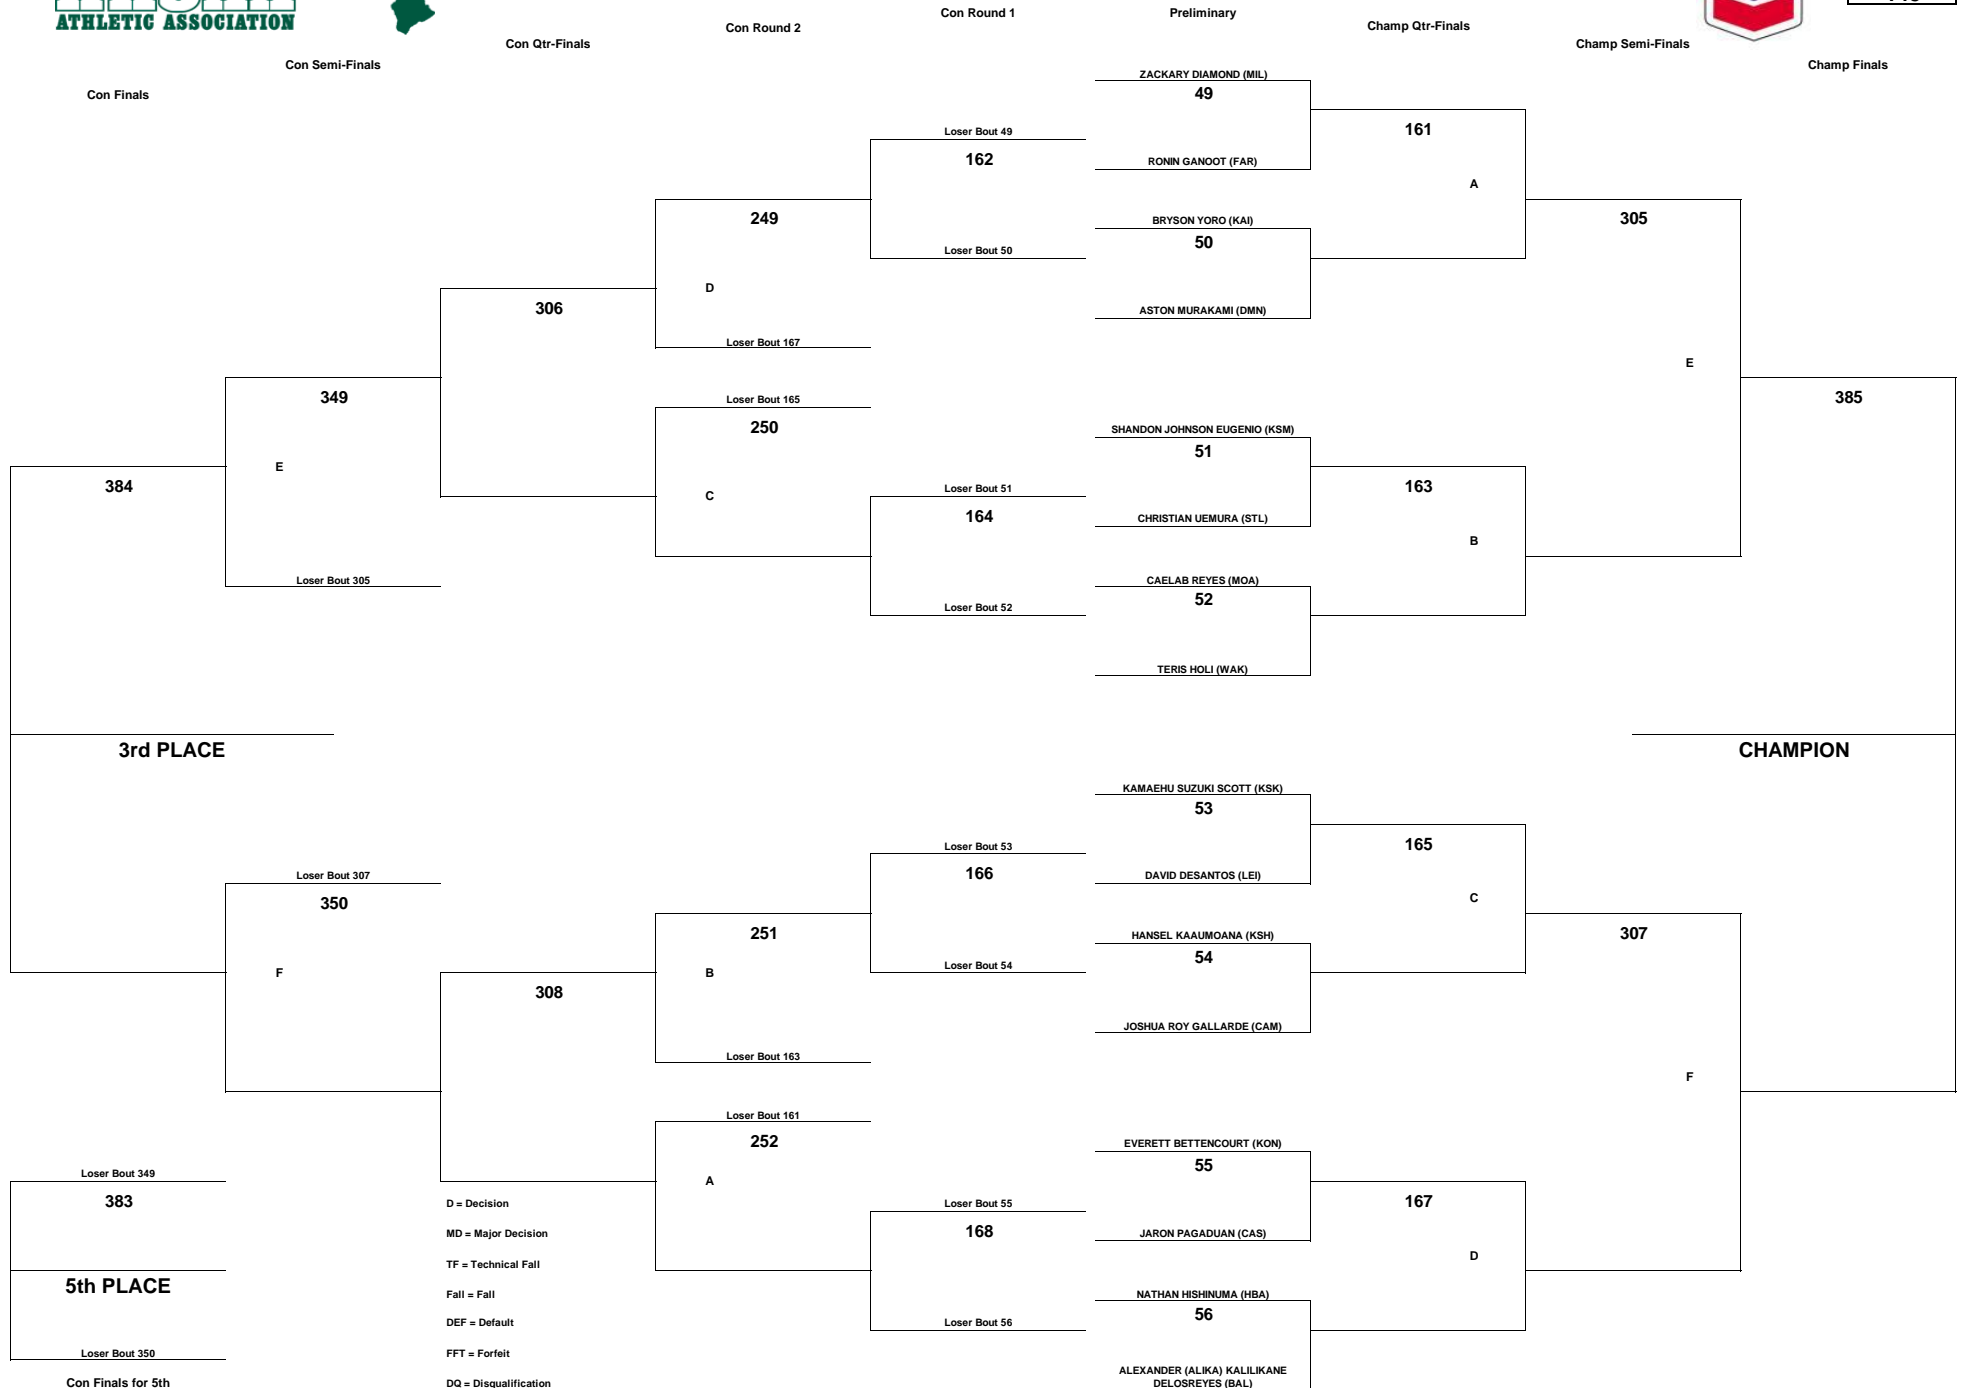 ATHLETIC ASSOCIATION
Con Finals
Con Semi-Finals
Con Qtr-Finals
Con Round 2
Con Round 1
Preliminary
Champ Qtr-Finals
Champ Semi-Finals
Champ Finals
ZACKARY DIAMOND (MIL)
49
RONIN GANOOT (FAR)
BRYSON YORO (KAI)
50
ASTON MURAKAMI (DMN)
SHANDON JOHNSON EUGENIO (KSM)
51
CHRISTIAN UEMURA (STL)
CAELAB REYES (MOA)
52
TERIS HOLI (WAK)
KAMAEHU SUZUKI SCOTT (KSK)
53
DAVID DESANTOS (LEI)
HANSEL KAAUMOANA (KSH)
54
JOSHUA ROY GALLARDE (CAM)
EVERETT BETTENCOURT (KON)
55
JARON PAGADUAN (CAS)
NATHAN HISHINUMA (HBA)
56
ALEXANDER (ALIKA) KALILIKANE
DELOSREYES (BAL)
161
A
163
B
165
C
167
D
305
E
307
F
385
CHAMPION
Loser Bout 49
162
Loser Bout 50
Loser Bout 51
164
Loser Bout 52
Loser Bout 53
166
Loser Bout 54
Loser Bout 55
168
Loser Bout 56
249
D
Loser Bout 167
Loser Bout 165
250
C
251
B
Loser Bout 163
Loser Bout 161
252
A
306
308
349
E
Loser Bout 305
Loser Bout 307
350
F
384
3rd PLACE
Loser Bout 349
383
5th PLACE
Loser Bout 350
Con Finals for 5th
D = Decision
MD = Major Decision
TF = Technical Fall
Fall = Fall
DEF = Default
FFT = Forfeit
DQ = Disqualification